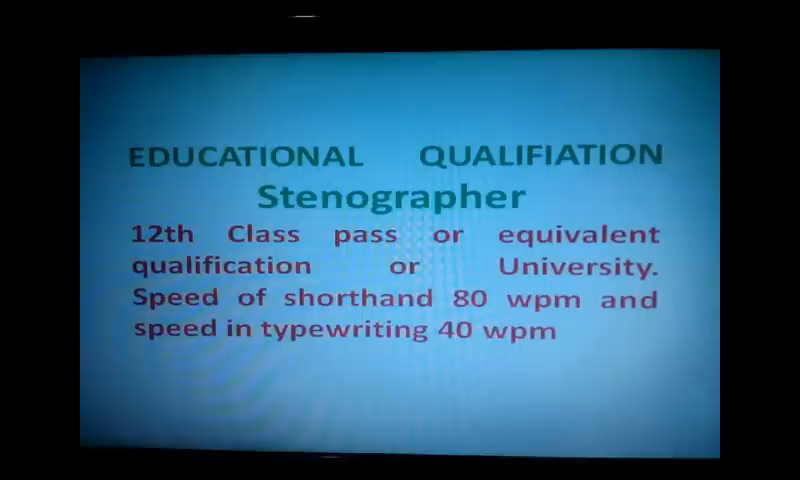 EDUCATIONAL QUALIFIATION
Stenographer
12th Class pass or equivalent
qualification or University.
Speed of shorthand 80 wpm and
speed in typewriting 40 wpm